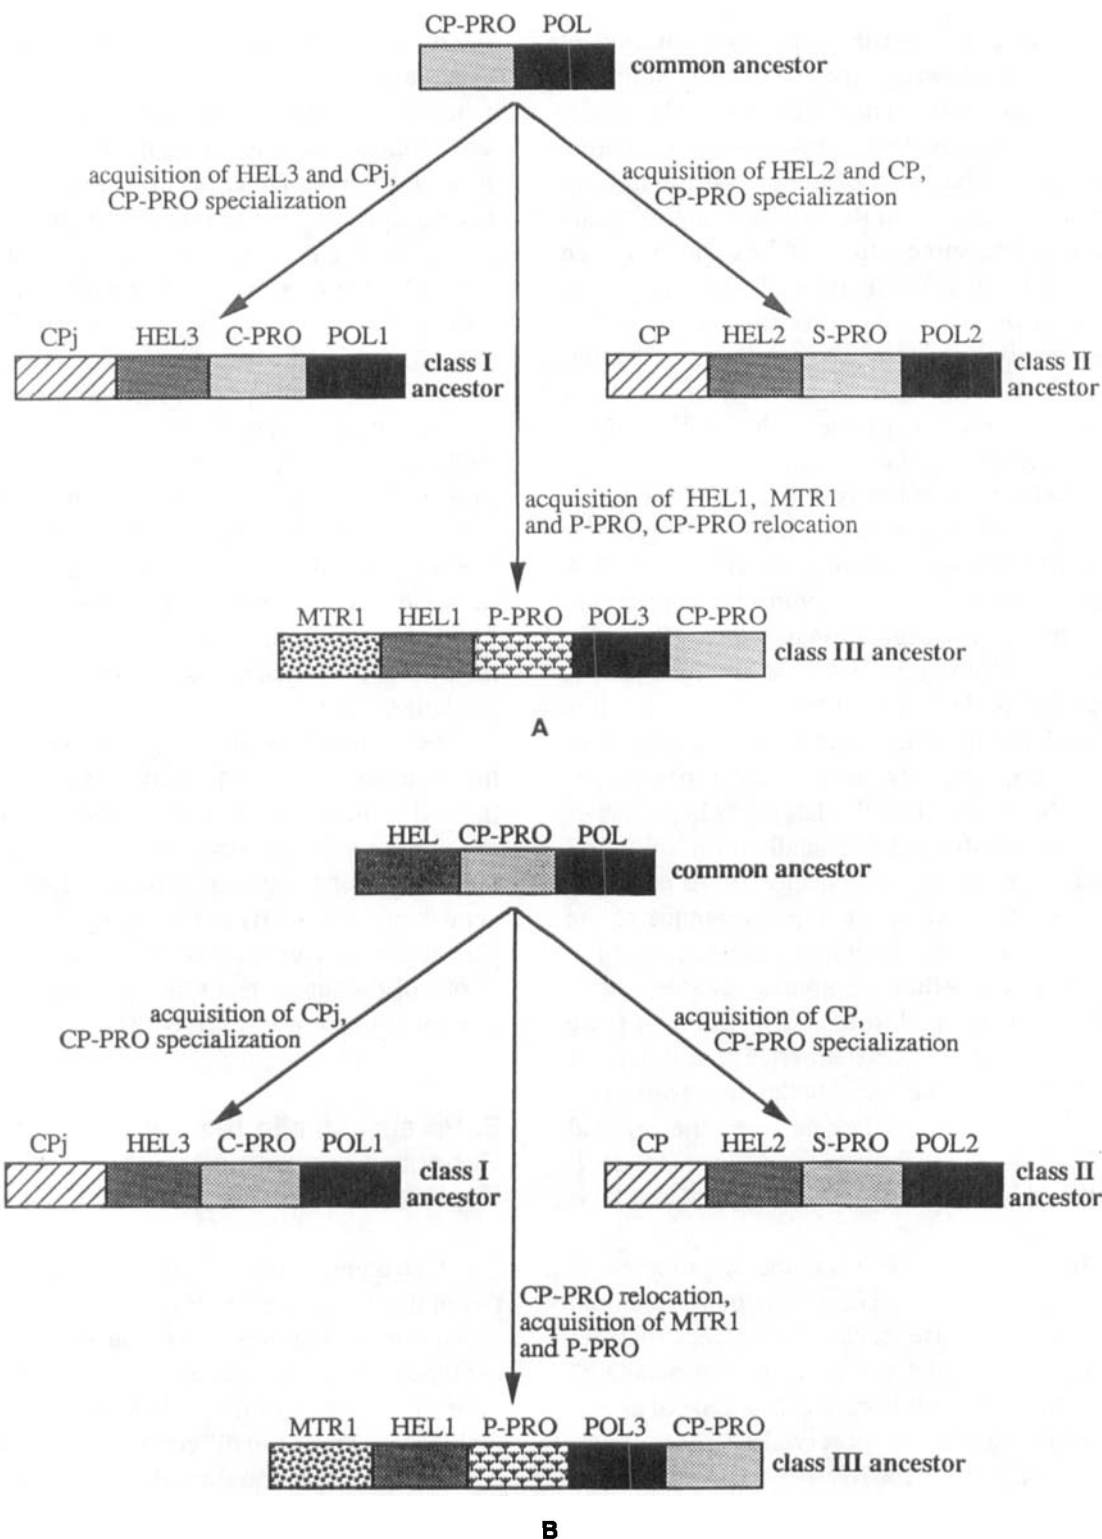 CP-PRO POL
common ancestor
acquisition of HEL3 and CPj,
CP-PRO specialization
acquisition of HEL2 and CP,
CP-PRO specialization
CPj HEL3 C-PRO POL1
class I
ancestor
CP HEL2 S-PRO POL2
class II
ancestor
acquisition of HEL1, MTR1
and P-PRO, CP-PRO relocation
MTR1 HEL1 P-PRO POL3 CP-PRO
class III ancestor
A
HEL CP-PRO POL
common ancestor
acquisition of CPj,
CP-PRO specialization
acquisition of CP,
CP-PRO specialization
CPj HEL3 C-PRO POL1
class I
ancestor
CP HEL2 S-PRO POL2
class II
ancestor
CP-PRO relocation,
acquisition of MTR1
and P-PRO
MTR1 HEL1 P-PRO POL3 CP-PRO
class III ancestor
B